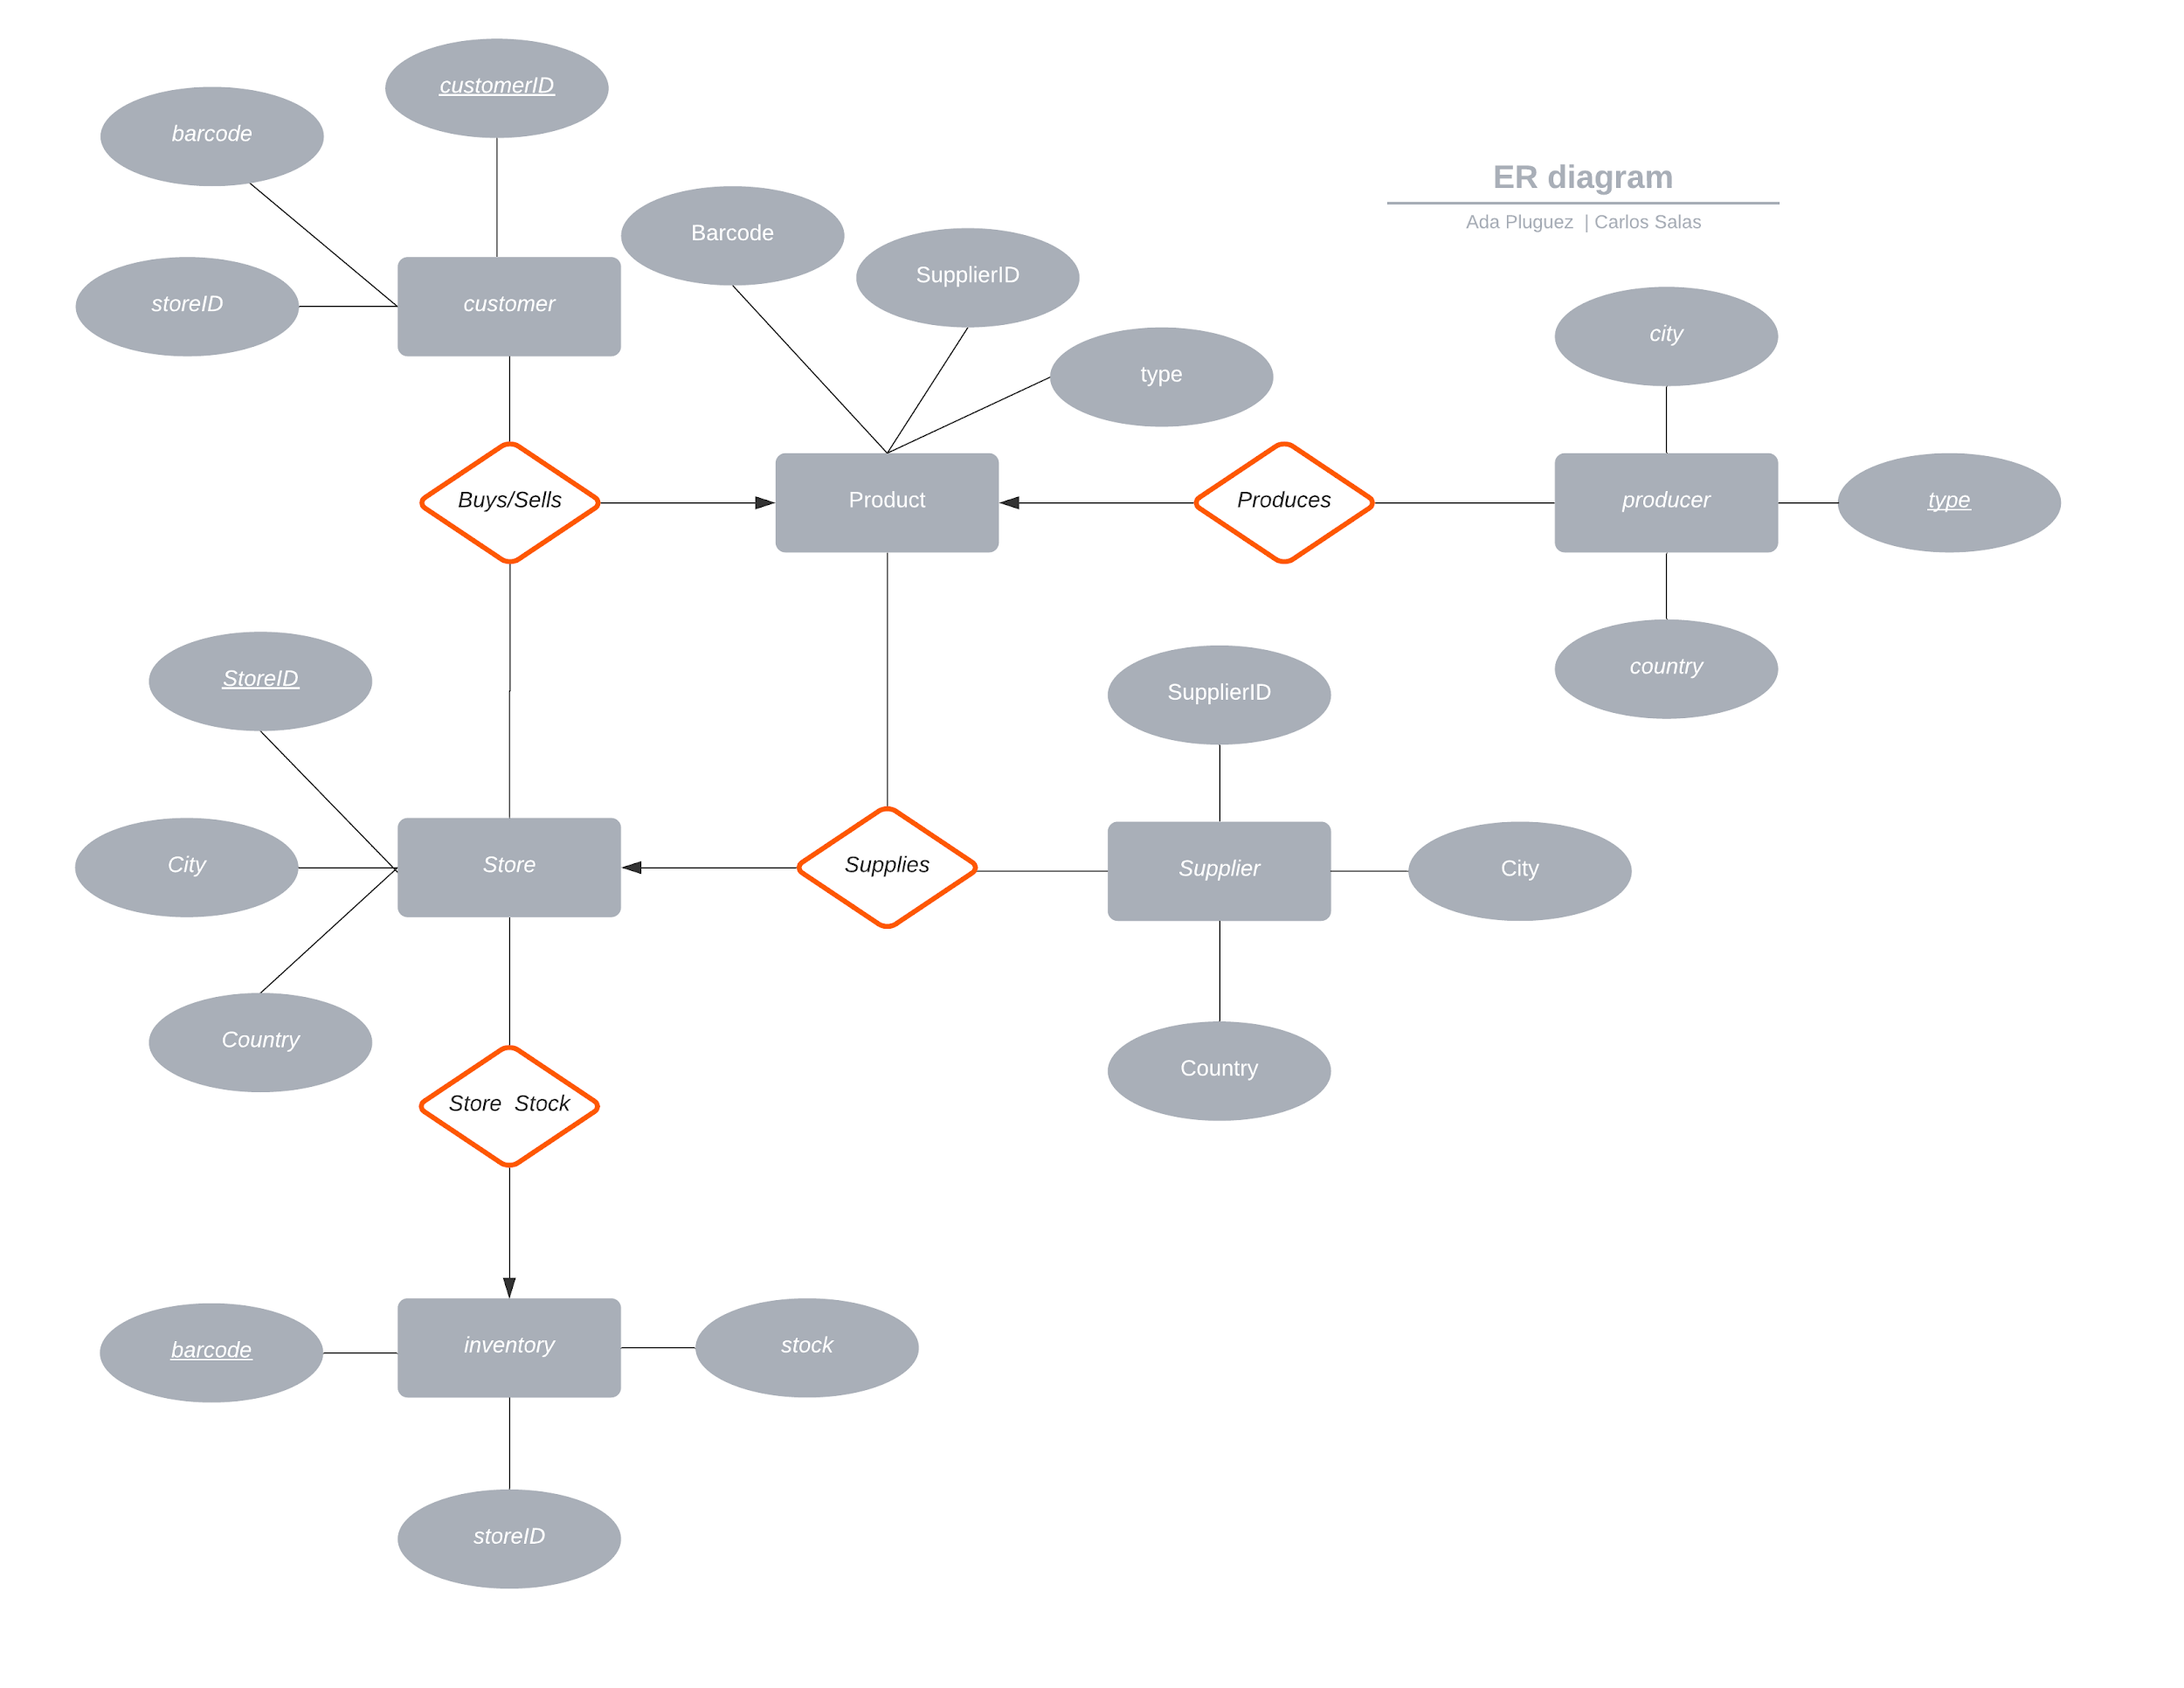 customerID
barcode
ER diagram
Ada Pluguez | Carlos Salas
Barcode
SupplierID
storeID
customer
city
type
Buys/Sells
Product
Produces
producer
type
country
StoreID
SupplierID
City
Store
Supplies
Supplier
City
Country
Country
Store Stock
barcode
inventory
stock
storeID